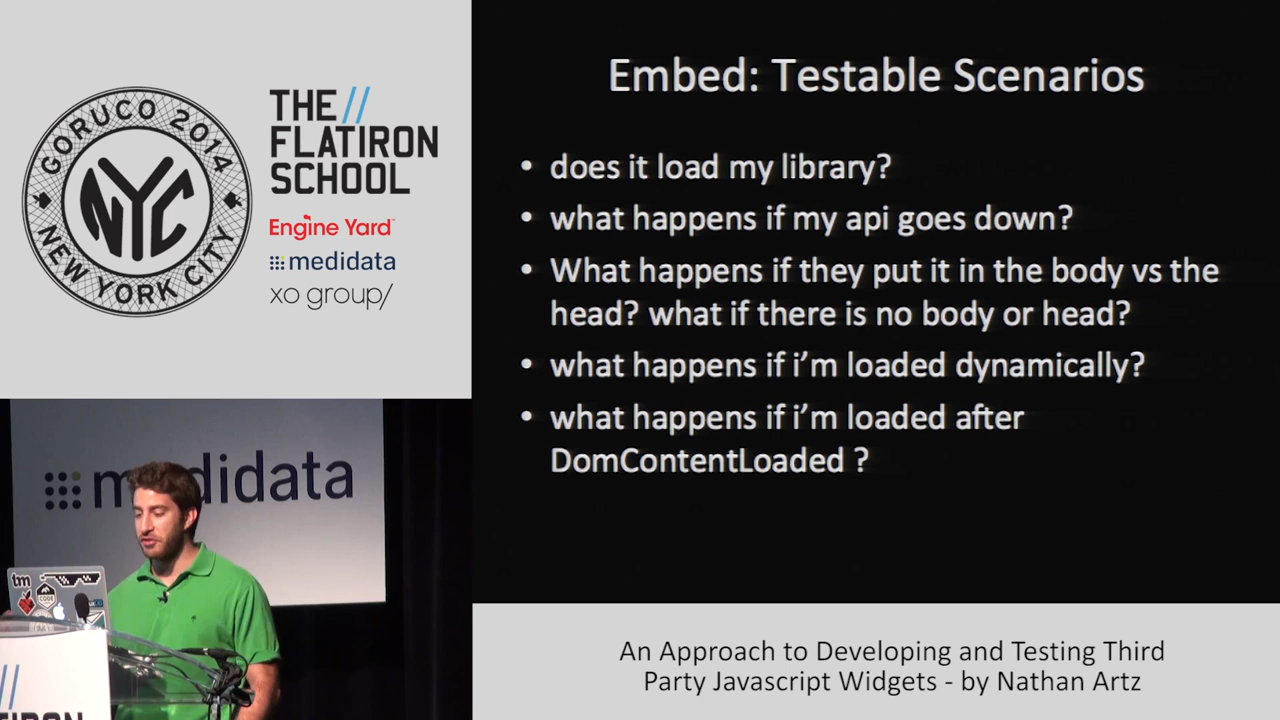 GORUCO 2014
NYC
NEW YORK CITY
THE //
FLATIRON
SCHOOL
Engine Yard
medidata
xo group/
Embed: Testable Scenarios
• does it load my library?
• what happens if my api goes down?
• What happens if they put it in the body vs the
head? what if there is no body or head?
• what happens if i'm loaded dynamically?
• what happens if i'm loaded after
DomContentLoaded ?
medidata
tm
CODE
//
TIRON
An Approach to Developing and Testing Third
Party Javascript Widgets - by Nathan Artz